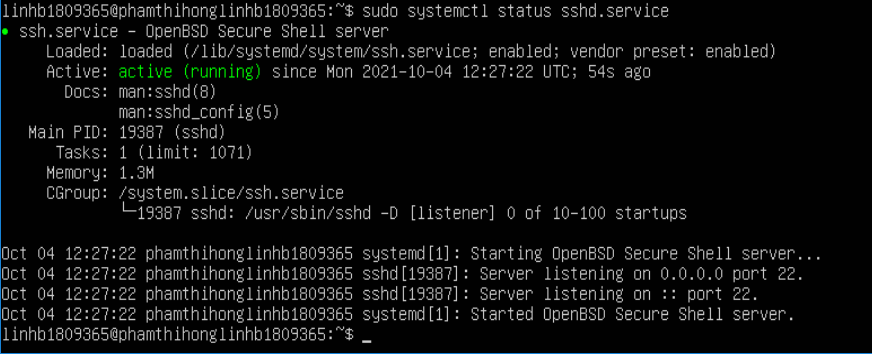 linhb1809365@phamthihonglinhb1809365:~$ sudo systemctl status sshd.service
● ssh.service - OpenBSD Secure Shell server
Loaded: loaded (/lib/systemd/system/ssh.service; enabled; vendor preset: enabled)
Active: active (running) since Mon 2021-10-04 12:27:22 UTC; 54s ago
Docs: man:sshd(8)
man:sshd_config(5)
Main PID: 19387 (sshd)
Tasks: 1 (limit: 1071)
Memory: 1.3M
CGroup: /system.slice/ssh.service
└─19387 sshd: /usr/sbin/sshd -D [listener] 0 of 10-100 startups
Oct 04 12:27:22 phamthihonglinhb1809365 systemd[1]: Starting OpenBSD Secure Shell server...
Oct 04 12:27:22 phamthihonglinhb1809365 sshd[19387]: Server listening on 0.0.0.0 port 22.
Oct 04 12:27:22 phamthihonglinhb1809365 sshd[19387]: Server listening on :: port 22.
Oct 04 12:27:22 phamthihonglinhb1809365 systemd[1]: Started OpenBSD Secure Shell server.
linhb1809365@phamthihonglinhb1809365:~$ _